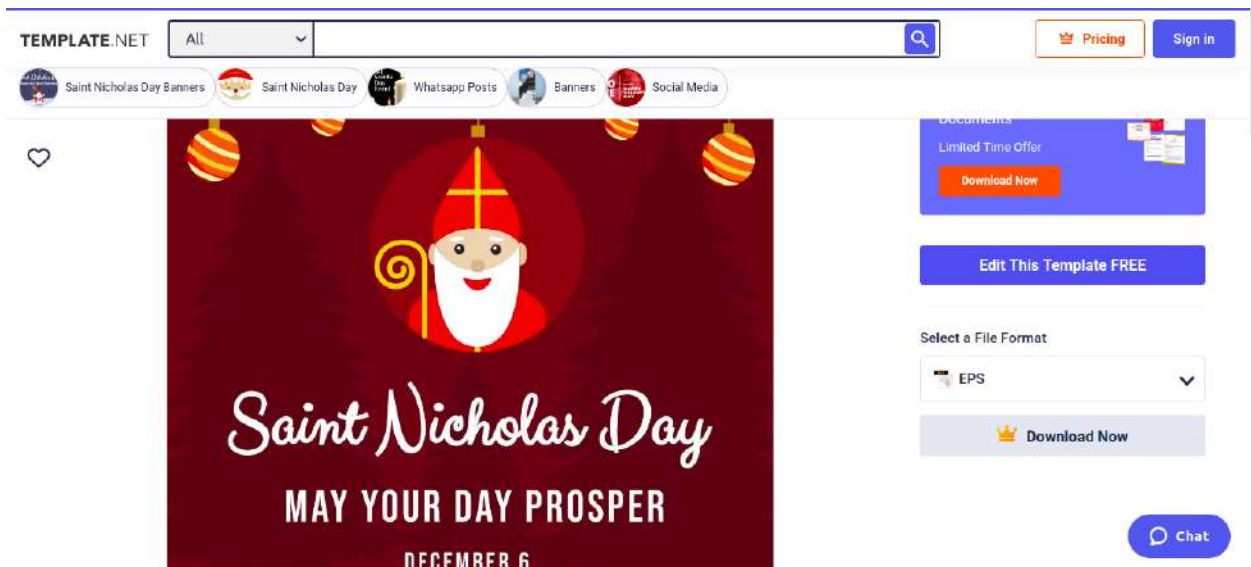 TEMPLATE.NET
All
Pricing
Sign in
Saint Nicholas Day Banners
Saint Nicholas Day
Whatsapp Posts
Banners
Social Media
Documents
Limited Time Offer
Download Now
Edit This Template FREE
Select a File Format
EPS
Download Now
Saint Nicholas Day
MAY YOUR DAY PROSPER
DECEMBER 6
Chat